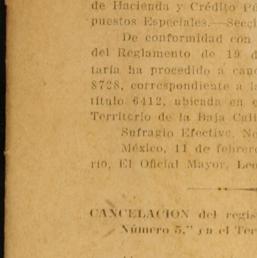 de Hacienda y Crédito Pú
puestos Especiales.—Secci
De conformidad con
del Reglamento de 19 d
taría ha procedido a canc
8728, correspondiente a l
título 6412, ubicada en e
Territorio de la Baja Cali
Sufragio Efectivo. No
México, 11 de febrero
rio, El Oficial Mayor, Leo
CANCELACION del regis
Número 5," en el Ter